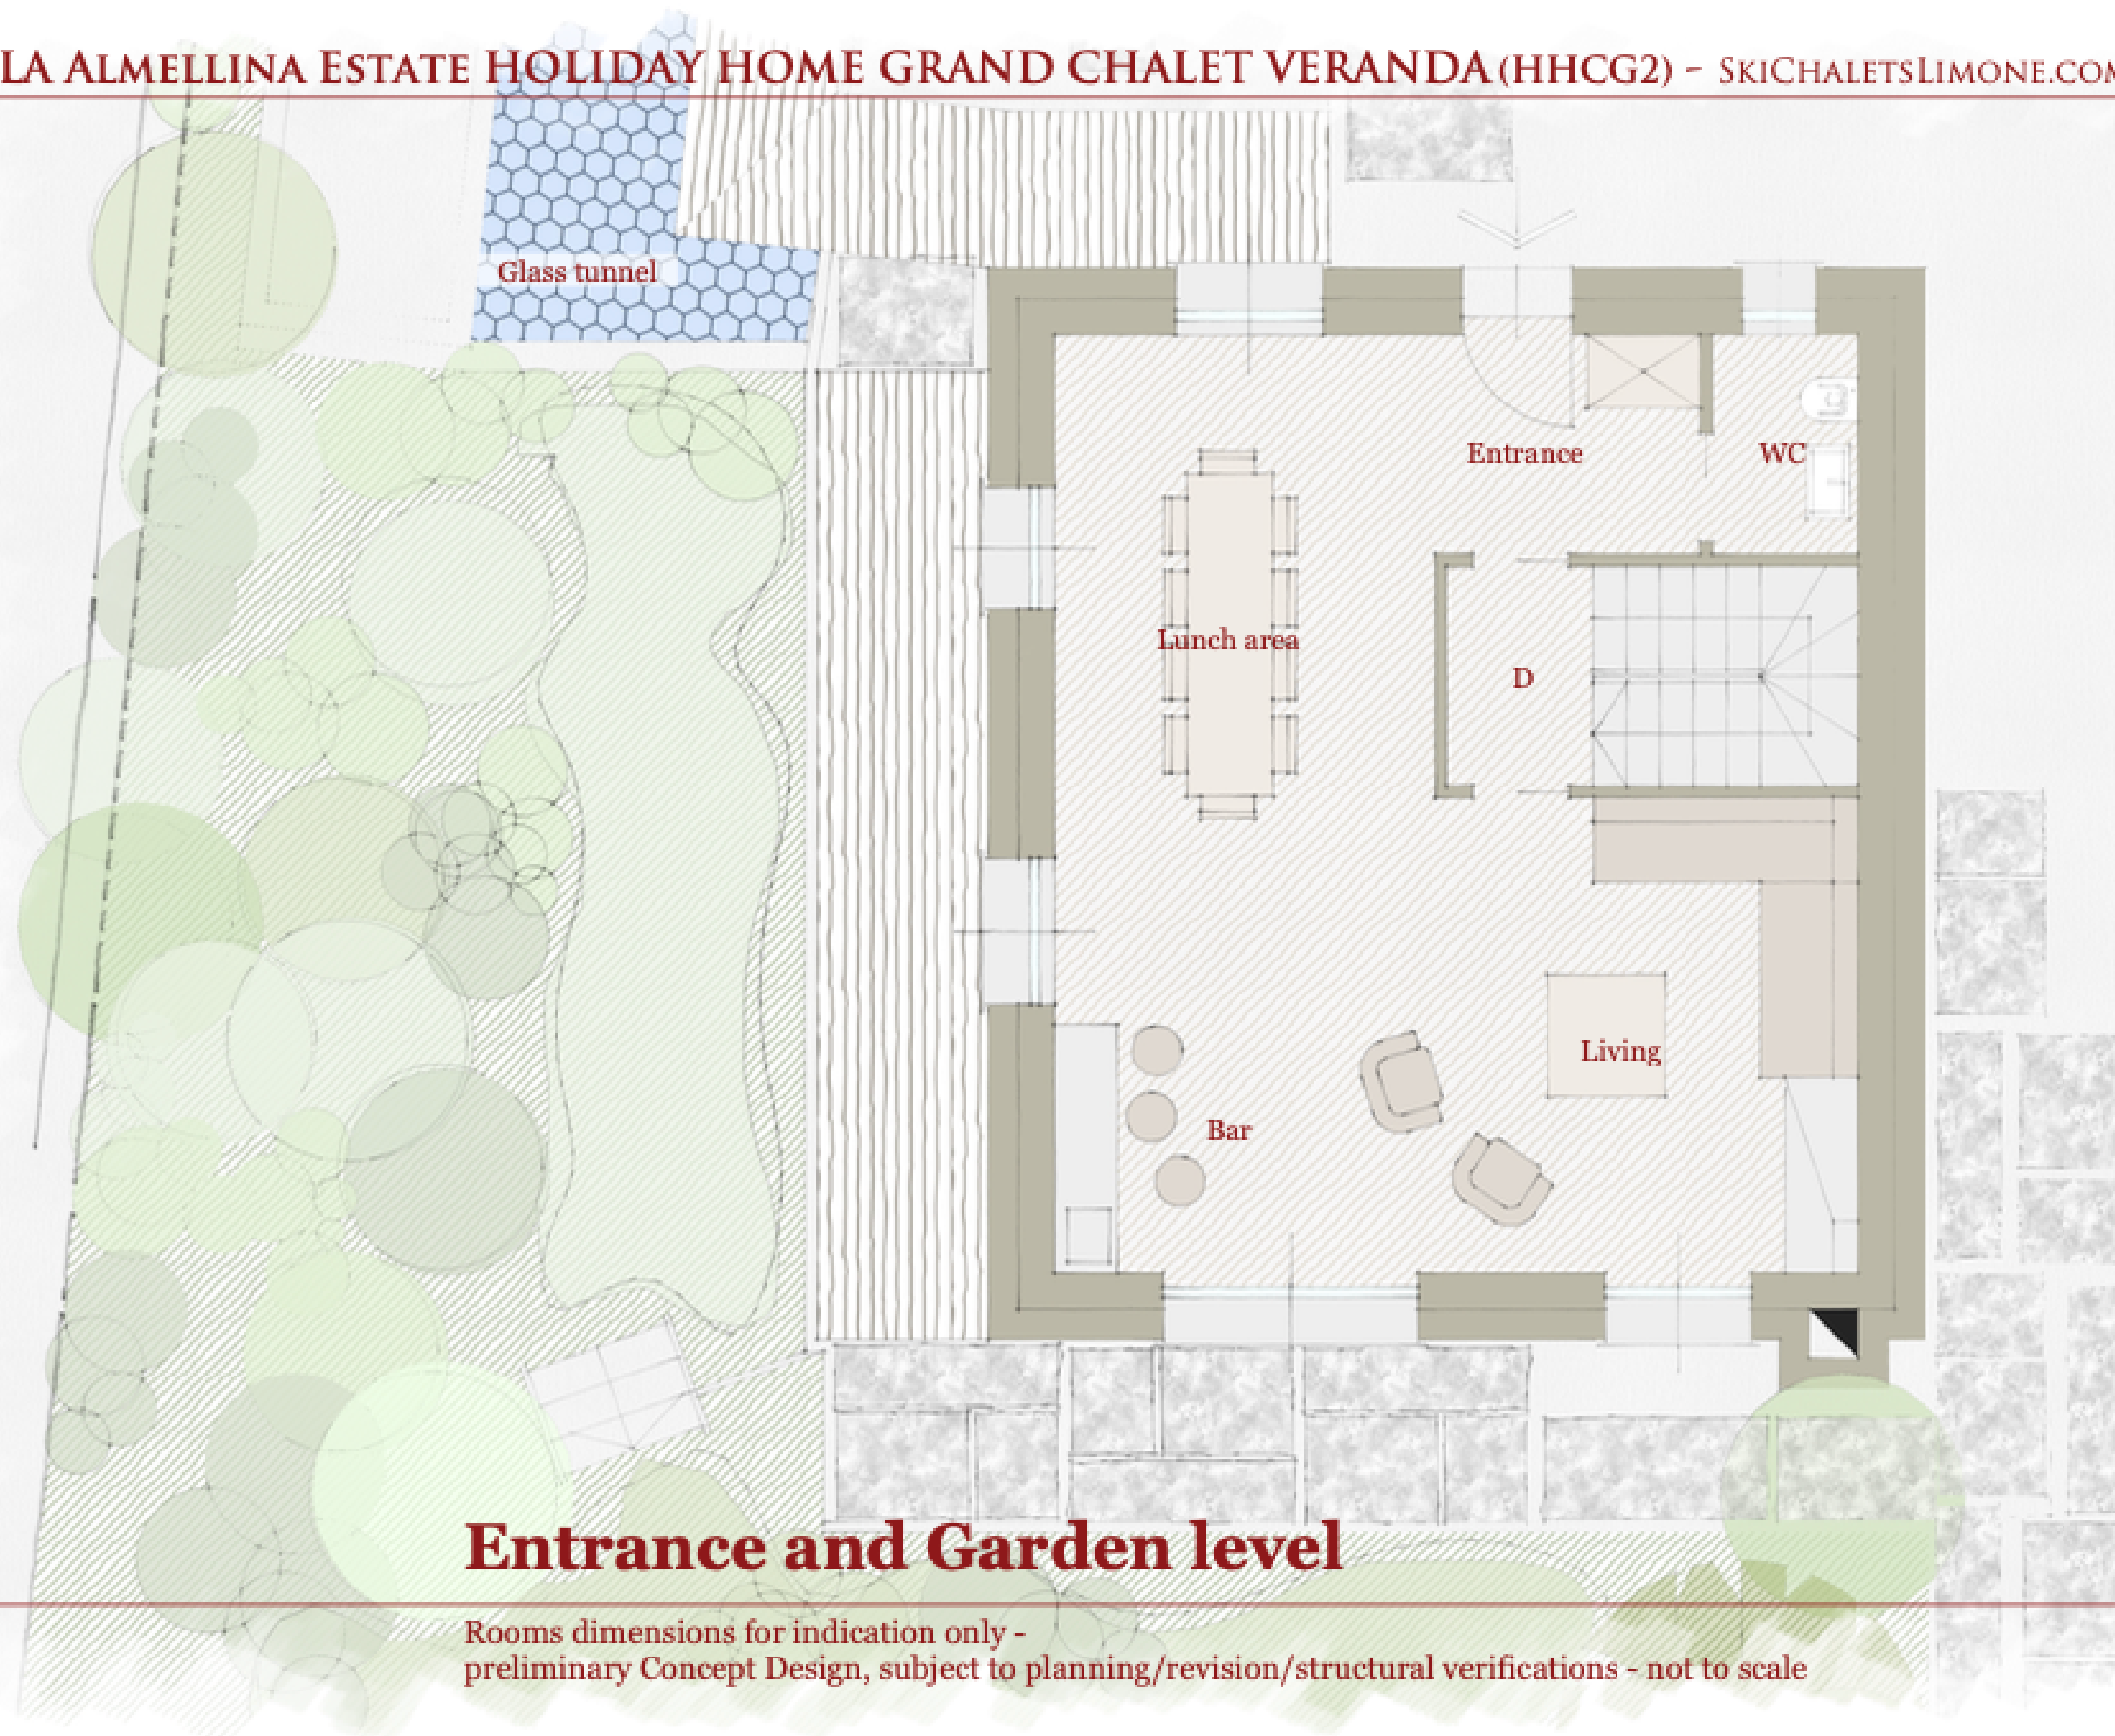 LA ALMELLINA ESTATE HOLIDAY HOME GRAND CHALET VERANDA (HHCG2) - SKICHALETSLIMONE.COM
Glass tunnel
Entrance
WC
Lunch area
D
Living
Bar
Entrance and Garden level
Rooms dimensions for indication only -
preliminary Concept Design, subject to planning/revision/structural verifications - not to scale